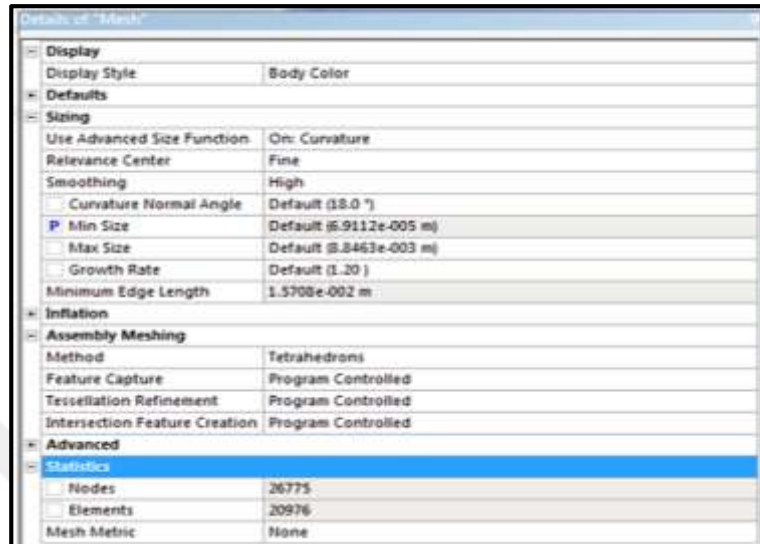 Details of "Mesh"
Display
Display Style Body Color
Defaults
Sizing
Use Advanced Size Function On: Curvature
Relevance Center Fine
Smoothing High
Curvature Normal Angle Default (18.0 °)
P Min Size Default (6.9112e-005 m)
Max Size Default (8.8463e-003 m)
Growth Rate Default (1.20 )
Minimum Edge Length 1.5708e-002 m
Inflation
Assembly Meshing
Method Tetrahedrons
Feature Capture Program Controlled
Tessellation Refinement Program Controlled
Intersection Feature Creation Program Controlled
Advanced
Statistics
Nodes 26775
Elements 20976
Mesh Metric None